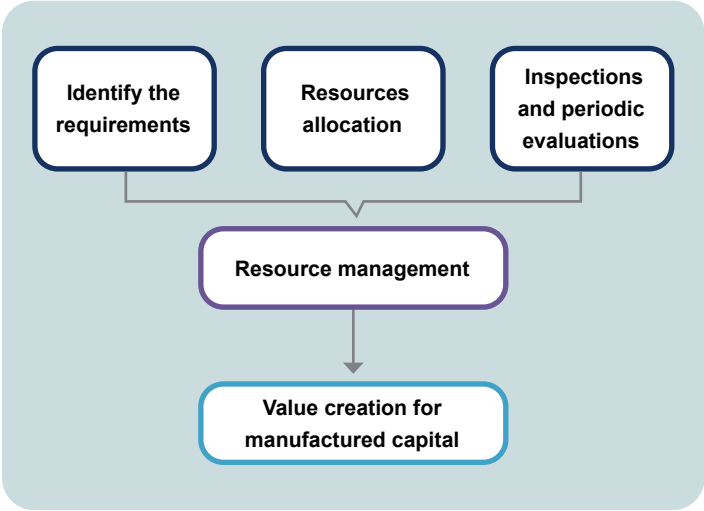 Identify the
requirements
Resources
allocation
Inspections
and periodic
evaluations
Resource management
Value creation for
manufactured capital